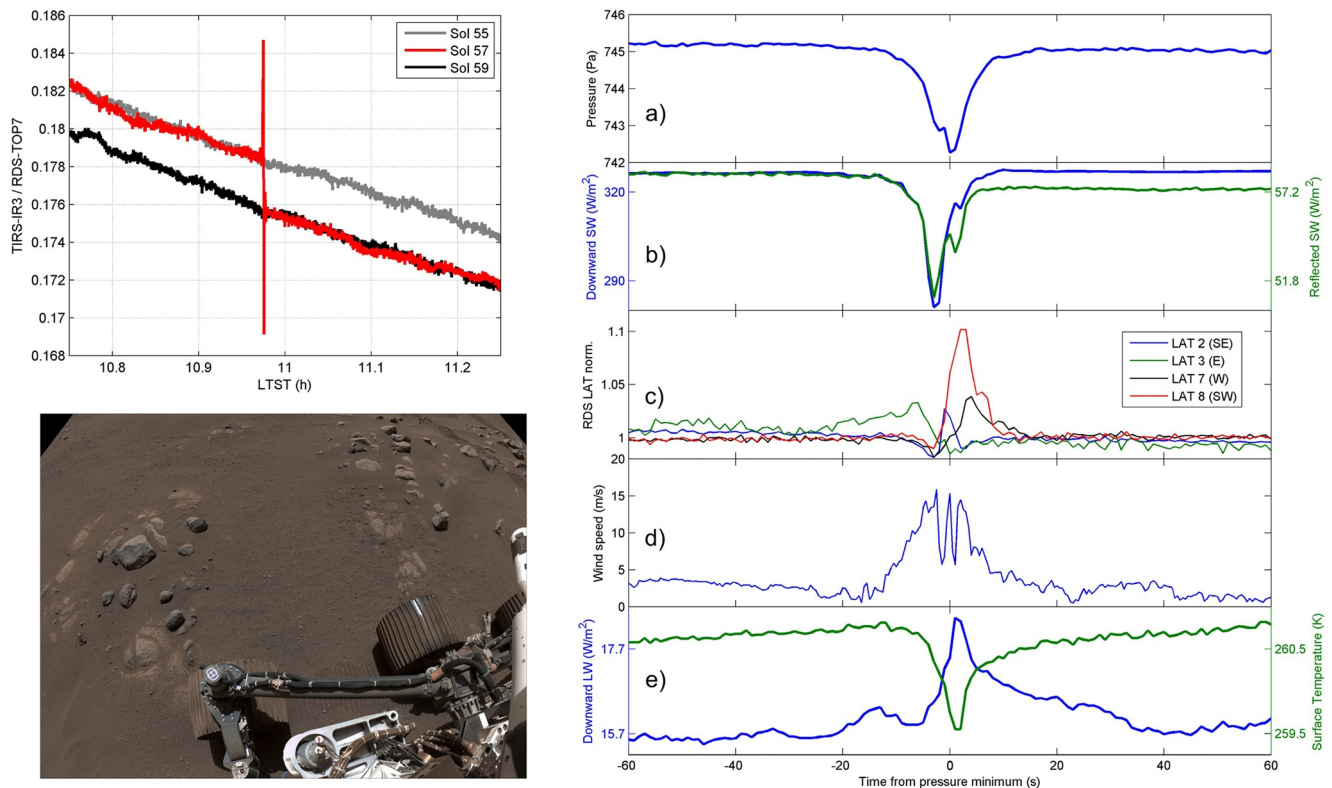 0.186
0.184
0.182
0.18
0.178
0.176
0.174
0.172
0.17
0.168
TIRS-IR3 / RDS-TOP7
Sol 55
Sol 57
Sol 59
10.8
10.9
11
11.1
11.2
LTST (h)
746
745
744
743
742
Pressure (Pa)
a)
320
290
Downward SW (W/m²)
b)
57.2
51.8
Reflected SW (W/m²)
1.1
1.05
1
RDS LAT norm.
c)
LAT 2 (SE)
LAT 3 (E)
LAT 7 (W)
LAT 8 (SW)
20
15
10
5
0
Wind speed (m/s)
d)
17.7
15.7
Downward LW (W/m²)
e)
260.5
259.5
Surface Temperature (K)
-60
-40
-20
0
20
40
60
Time from pressure minimum (s)